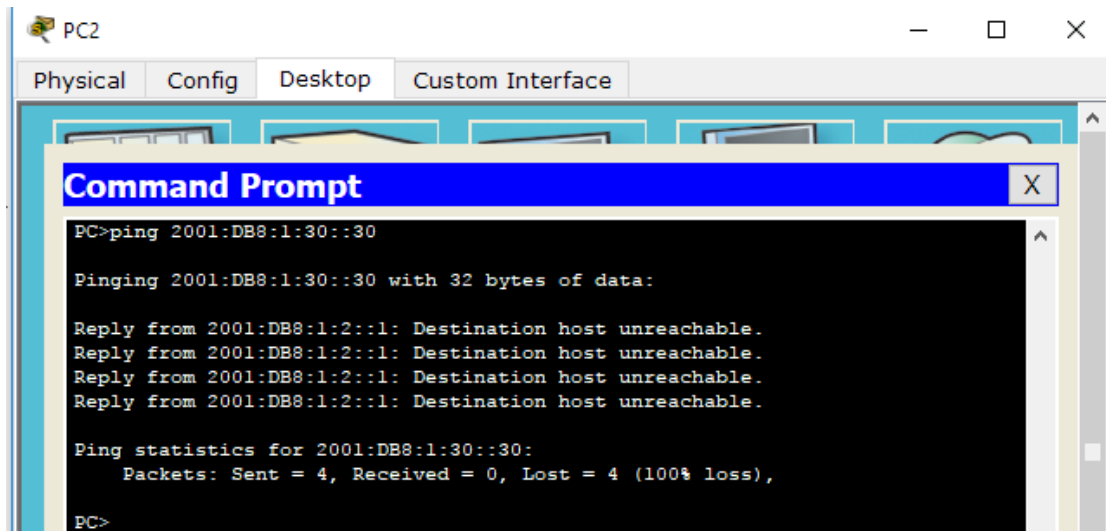 PC2
Physical Config Desktop Custom Interface
Command Prompt X
PC>ping 2001:DB8:1:30::30
Pinging 2001:DB8:1:30::30 with 32 bytes of data:
Reply from 2001:DB8:1:2::1: Destination host unreachable.
Reply from 2001:DB8:1:2::1: Destination host unreachable.
Reply from 2001:DB8:1:2::1: Destination host unreachable.
Reply from 2001:DB8:1:2::1: Destination host unreachable.
Ping statistics for 2001:DB8:1:30::30:
Packets: Sent = 4, Received = 0, Lost = 4 (100% loss),
PC>